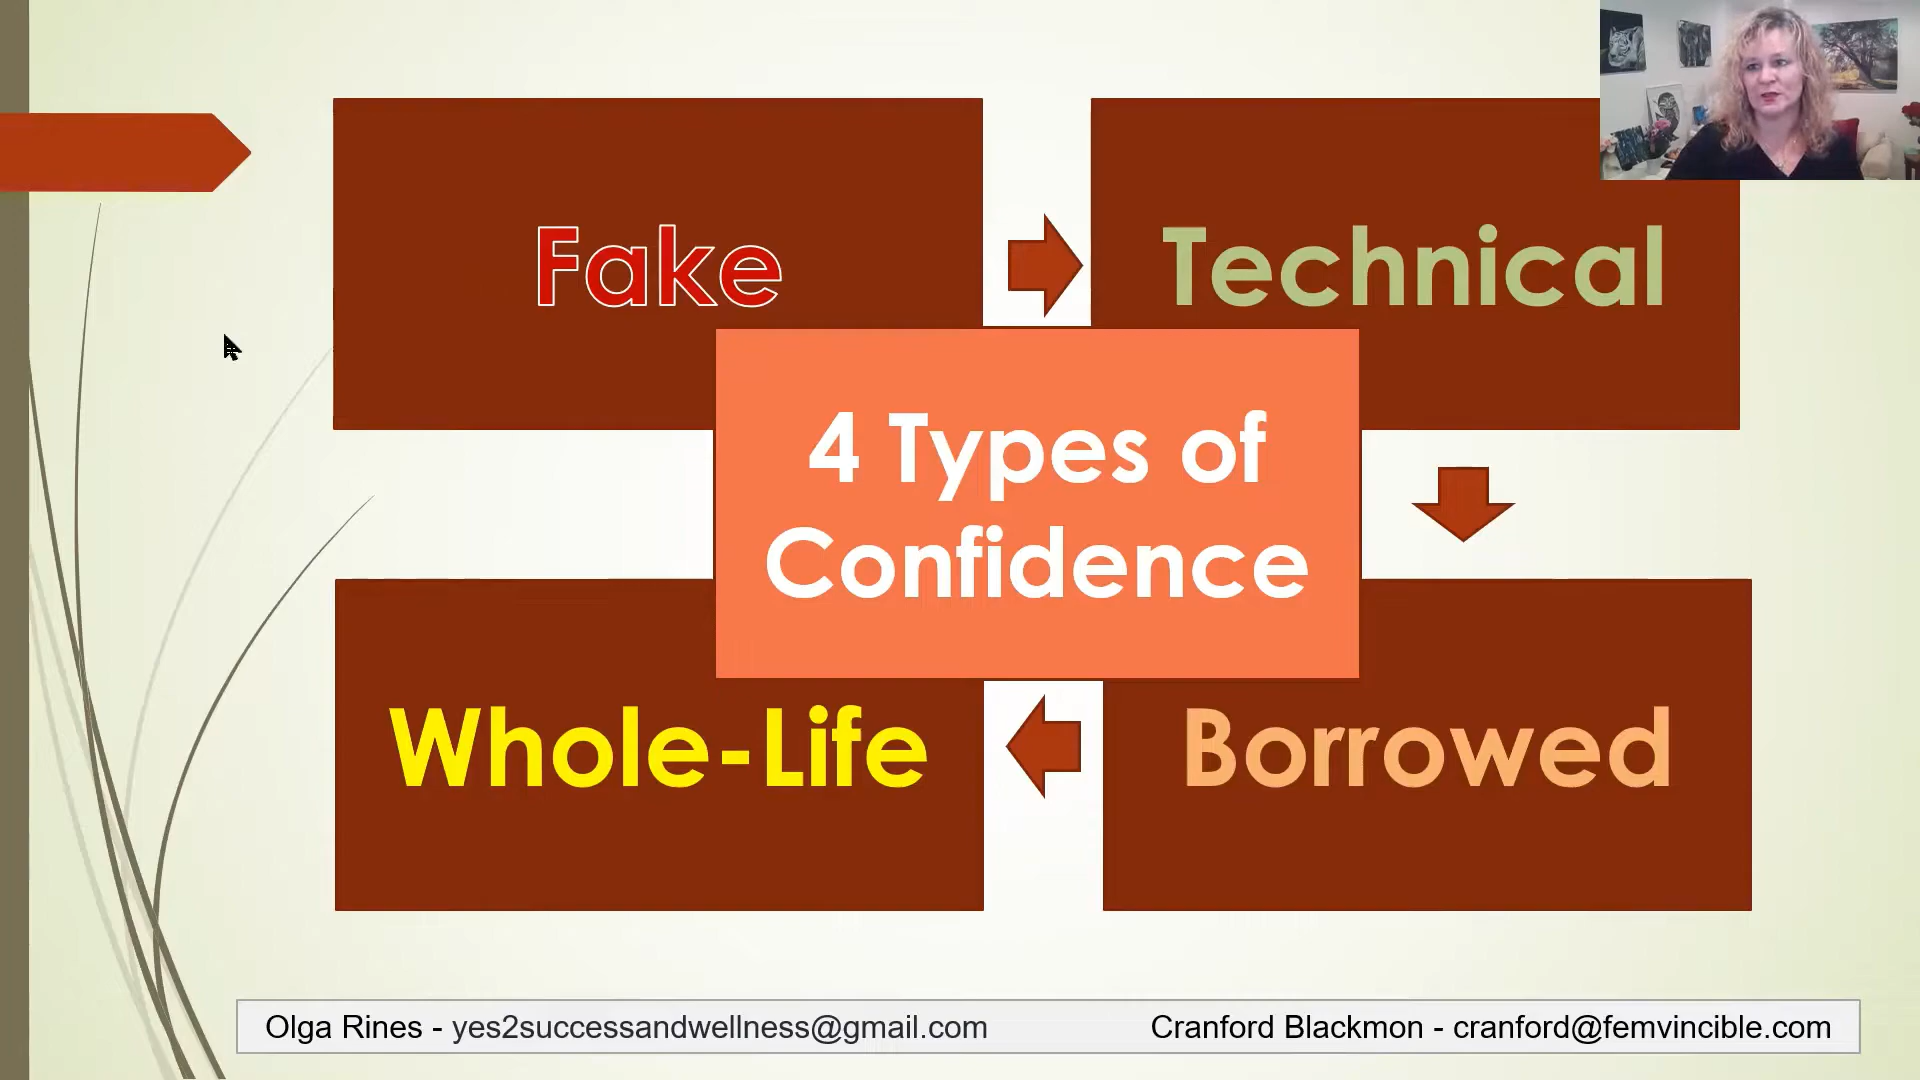 Fake
Technical
4 Types of
Confidence
Whole-Life
Borrowed
Olga Rines - yes2successandwellness@gmail.com
Cranford Blackmon - cranford@femvincible.com